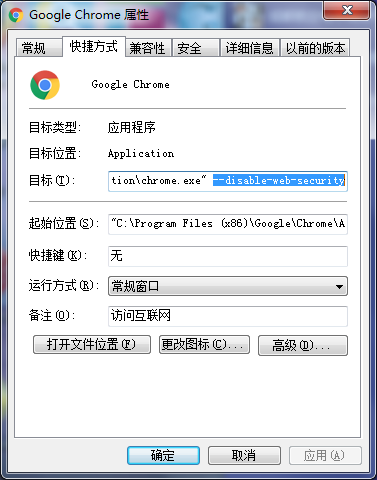 Google Chrome 属性
常规 快捷方式 兼容性 安全 详细信息 以前的版本
Google Chrome
目标类型: 应用程序
目标位置: Application
目标(T): tion\chrome.exe" --disable-web-security
起始位置(S): "C:\Program Files (x86)\Google\Chrome\A
快捷键(K): 无
运行方式(R): 常规窗口
备注(O): 访问互联网
打开文件位置(F) 更改图标(C)... 高级(D)...
确定 取消 应用(A)